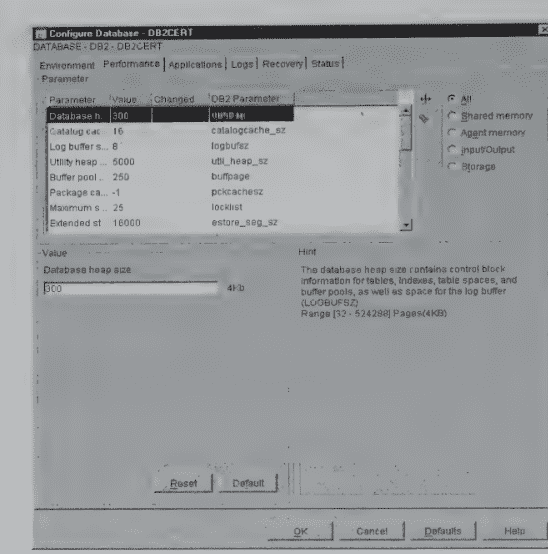 Configure Database - DB2CERT
DATABASE - DB2 - DB2CERT
Environment Performance Applications Logs Recovery Status
Parameter
Parameter Value Changed DB2 Parameter
Database h. 300
Catalog cac 16 catalogcache_sz
Log buffer s... 8 logbufsz
Utility heap ... 5000 util_heap_sz
Buffer pool .. 250 buffpage
Package ca... -1 pckcachesz
Maximum s... 25 locklist
Extended st 16000 estore_seg_sz
All
Shared memory
Agent memory
Input/Output
Storage
Value
Database heap size
300 4Kb
Hint
The database heap size contains control block
information for tables, indexes, table spaces, and
buffer pools, as well as space for the log buffer
(LOGBUFSZ)
Range [32 - 524288] Pages(4KB)
Reset Default
OK Cancel Defaults Help